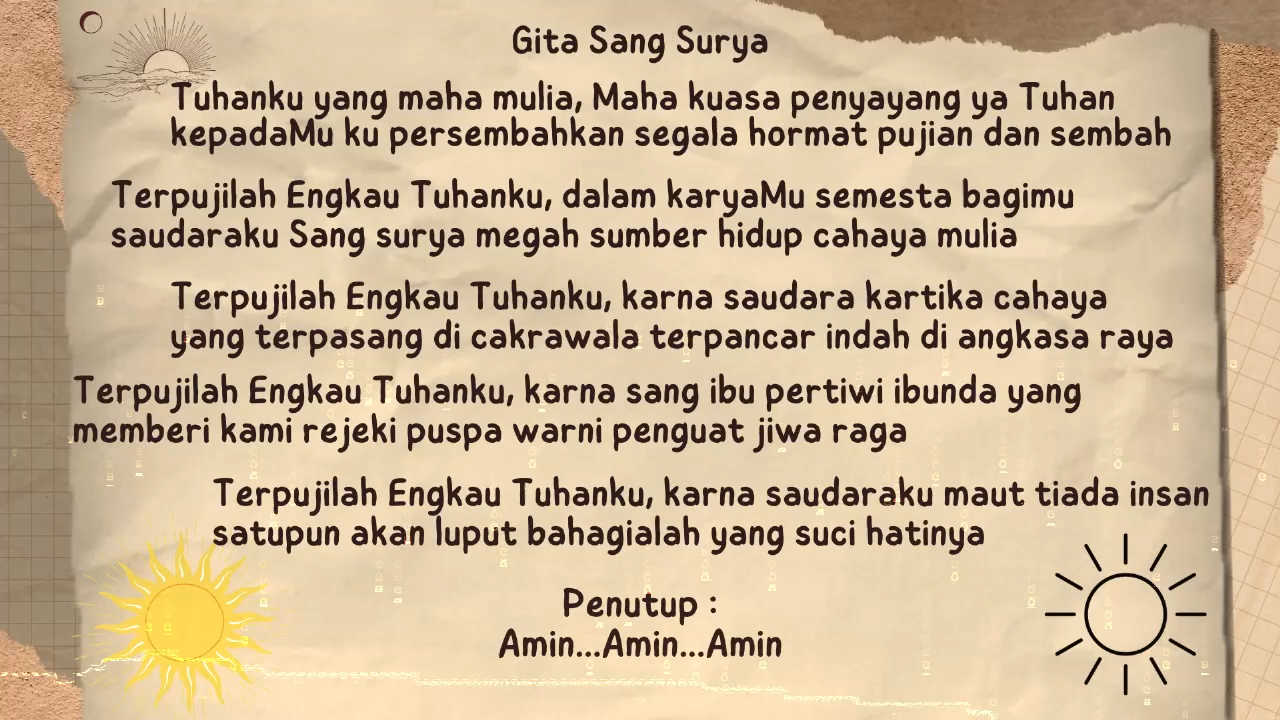 Gita Sang Surya
Tuhanku yang maha mulia, Maha kuasa penyayang ya Tuhan
kepadaMu ku persembahkan segala hormat pujian dan sembah
Terpujilah Engkau Tuhanku, dalam karyaMu semesta bagimu
saudaraku Sang surya megah sumber hidup cahaya mulia
Terpujilah Engkau Tuhanku, karna saudara kartika cahaya
yang terpasang di cakrawala terpancar indah di angkasa raya
Terpujilah Engkau Tuhanku, karna sang ibu pertiwi ibunda yang
memberi kami rejeki puspa warni penguat jiwa raga
Terpujilah Engkau Tuhanku, karna saudaraku maut tiada insan
satupun akan luput bahagialah yang suci hatinya
Penutup :
Amin...Amin...Amin